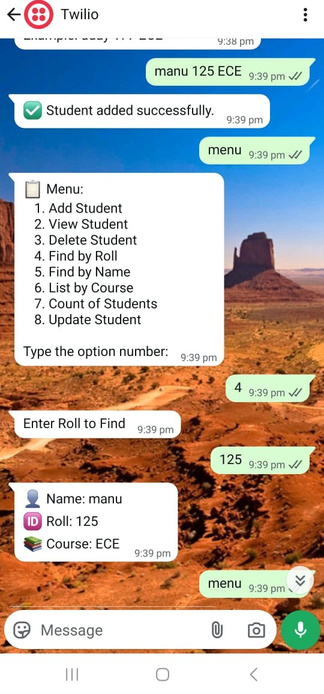 Twilio
9:38 pm
manu 125 ECE 9:39 pm
✅ Student added successfully.
9:39 pm
menu 9:39 pm
📋 Menu:
1. Add Student
2. View Student
3. Delete Student
4. Find by Roll
5. Find by Name
6. List by Course
7. Count of Students
8. Update Student
Type the option number: 9:39 pm
4 9:39 pm
Enter Roll to Find 9:39 pm
125 9:39 pm
👤 Name: manu
🆔 Roll: 125
📚 Course: ECE
9:39 pm
menu 9:39 pm
Message